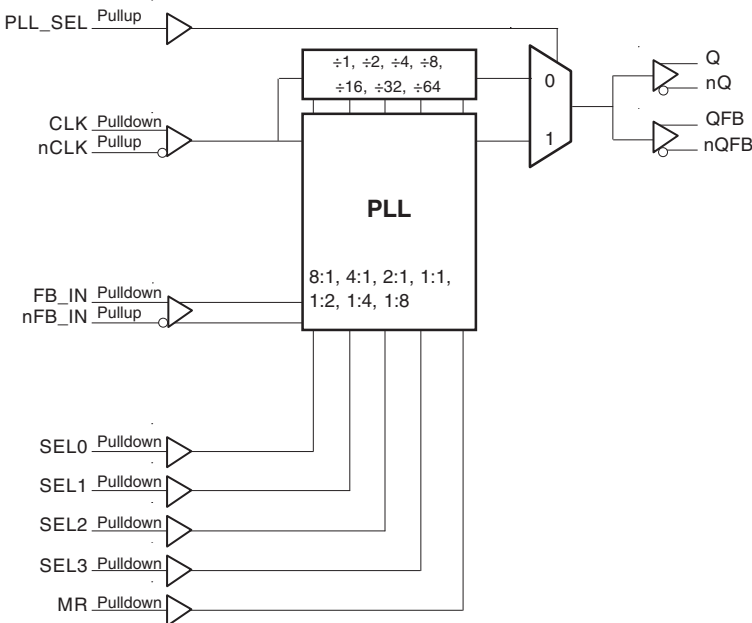 PLL_SEL Pullup
÷1, ÷2, ÷4, ÷8,
÷16, ÷32, ÷64
0
1
Q
nQ
QFB
nQFB
CLK Pulldown
nCLK Pullup
PLL
8:1, 4:1, 2:1, 1:1,
1:2, 1:4, 1:8
FB_IN Pulldown
nFB_IN Pullup
SEL0 Pulldown
SEL1 Pulldown
SEL2 Pulldown
SEL3 Pulldown
MR Pulldown